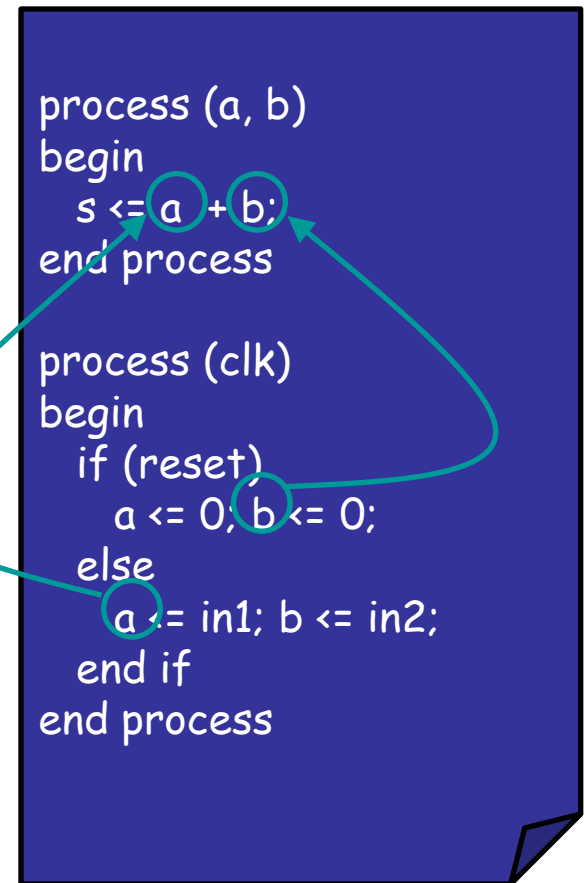 process (a, b)
begin
s <= a + b;
end process
process (clk)
begin
if (reset)
a <= 0; b <= 0;
else
a <= in1; b <= in2;
end if
end process